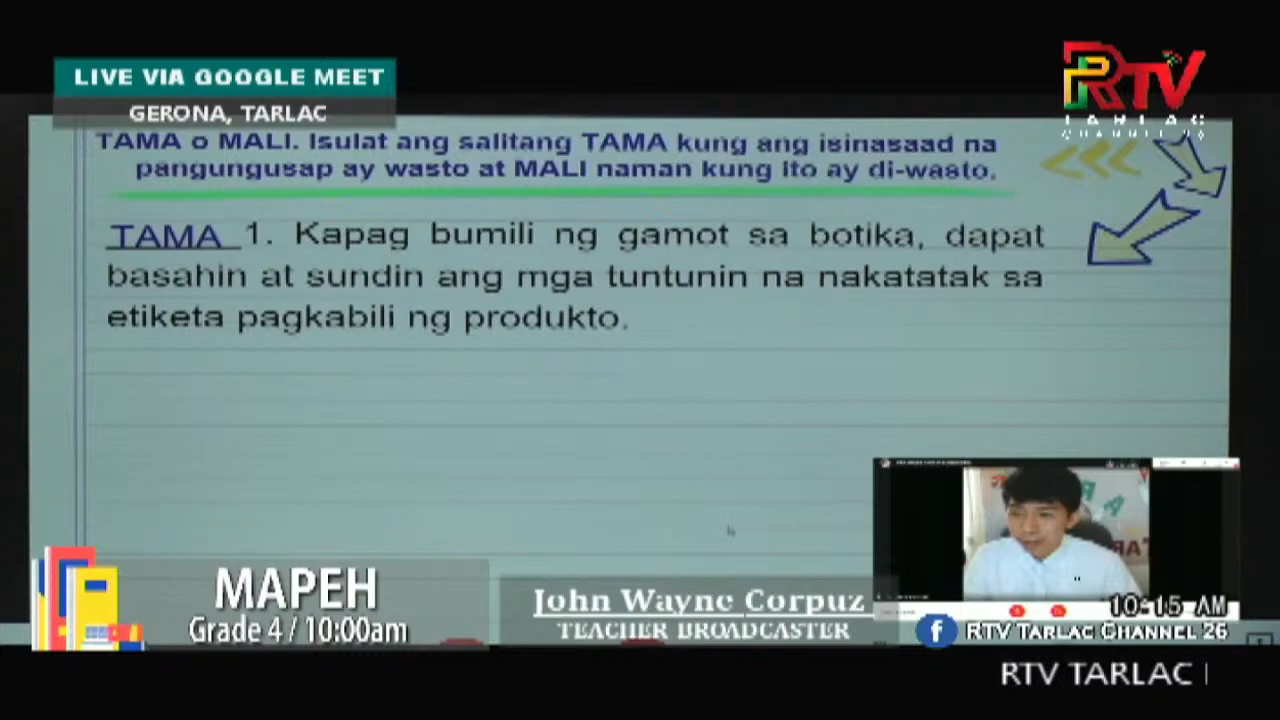 LIVE VIA GOOGLE MEET
GERONA, TARLAC
RTV
TARLAC
TAMA o MALI. Isulat ang salitang TAMA kung ang isinasaad na
pangungusap ay wasto at MALI naman kung ito ay di-wasto.
TAMA 1. Kapag bumili ng gamot sa botika, dapat
basahin at sundin ang mga tuntunin na nakatatak sa
etiketa pagkabili ng produkto.
MAPEH
Grade 4 / 10:00am
John Wayne Corpuz
TEACHER BROADCASTER
10:15 AM
RTV TARLAC CHANNEL 26
RTV TARLAC